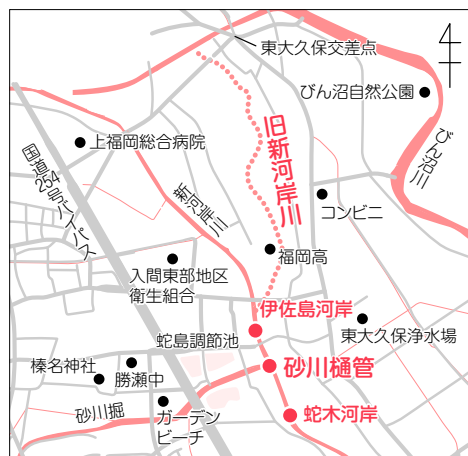 東大久保交差点
びん沼自然公園
上福岡総合病院
旧新河岸川
びん沼川
国道254号バイパス
新河岸川
コンビニ
福岡高
入間東部地区
衛生組合
伊佐島河岸
蛇島調節池
東大久保浄水場
榛名神社
勝瀬中
砂川樋管
砂川堀
ガーデン
ビーチ
蛇木河岸